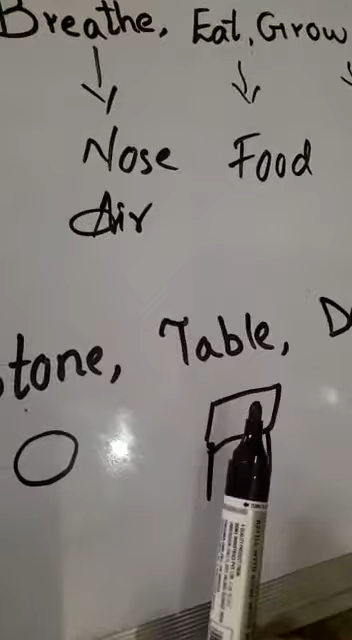 Breathe, Eat, Grow
Nose Food
Air
tone, Table, D